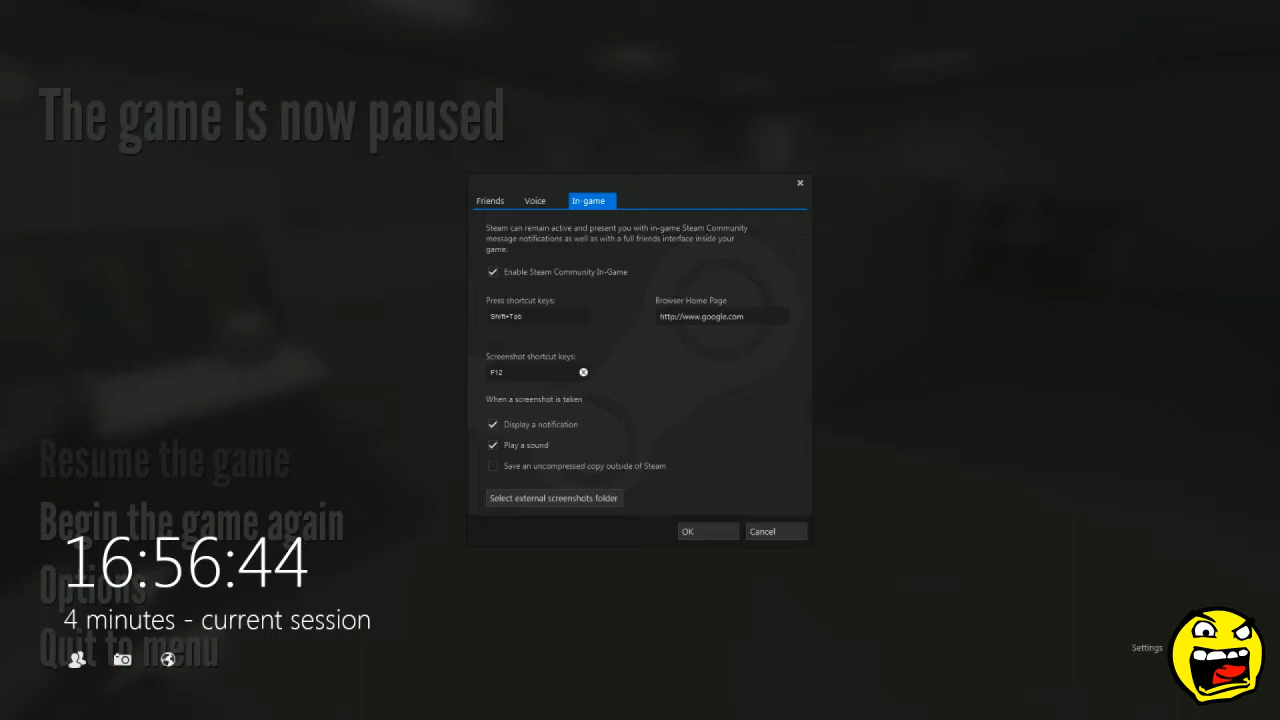 The game is now paused
Friends
Voice
In-game
Steam can remain active and present you with in-game Steam Community
message notifications as well as with a full friends interface inside your
game.
Enable Steam Community In-Game
Press shortcut keys:
Browser Home Page
Shift+Tab
http://www.google.com
Screenshot shortcut keys:
F12
When a screenshot is taken
Display a notification
Play a sound
Save an uncompressed copy outside of Steam
Select external screenshots folder
OK
Cancel
Resume the game
Begin the game again
16:56:44
Options
4 minutes - current session
Quit to menu
Settings